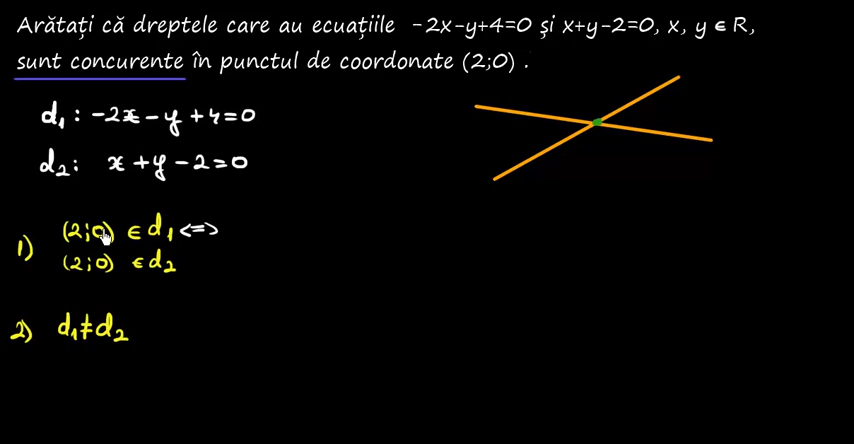 Arătați că dreptele care au ecuațiile -2x-y+4=0 și x+y-2=0, x, y ∈ R,
sunt concurente în punctul de coordonate (2;0) .
d₁ : -2x - y + 4 = 0
d₂ : x + y - 2 = 0
1) (2;0) ∈ d₁ <=>
(2;0) ∈ d₂
2) d₁ ≠ d₂